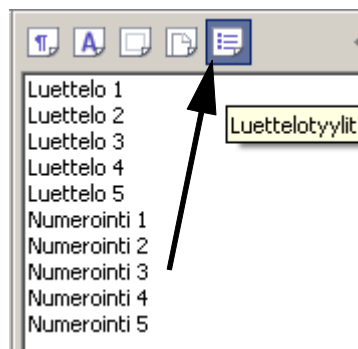 Luettelotyylit
Luettelo 1
Luettelo 2
Luettelo 3
Luettelo 4
Luettelo 5
Numerointi 1
Numerointi 2
Numerointi 3
Numerointi 4
Numerointi 5